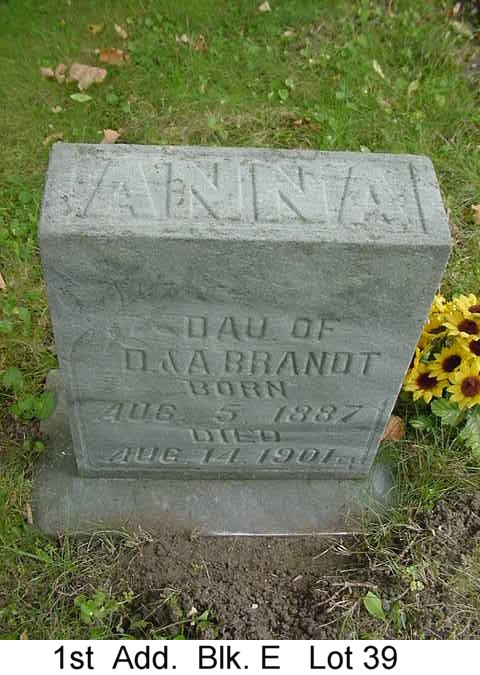 ANNA
DAU. OF
D. & A. BRANDT
BORN
AUG. 5, 1887
DIED
AUG. 14, 1901
1st Add. Blk. E Lot 39